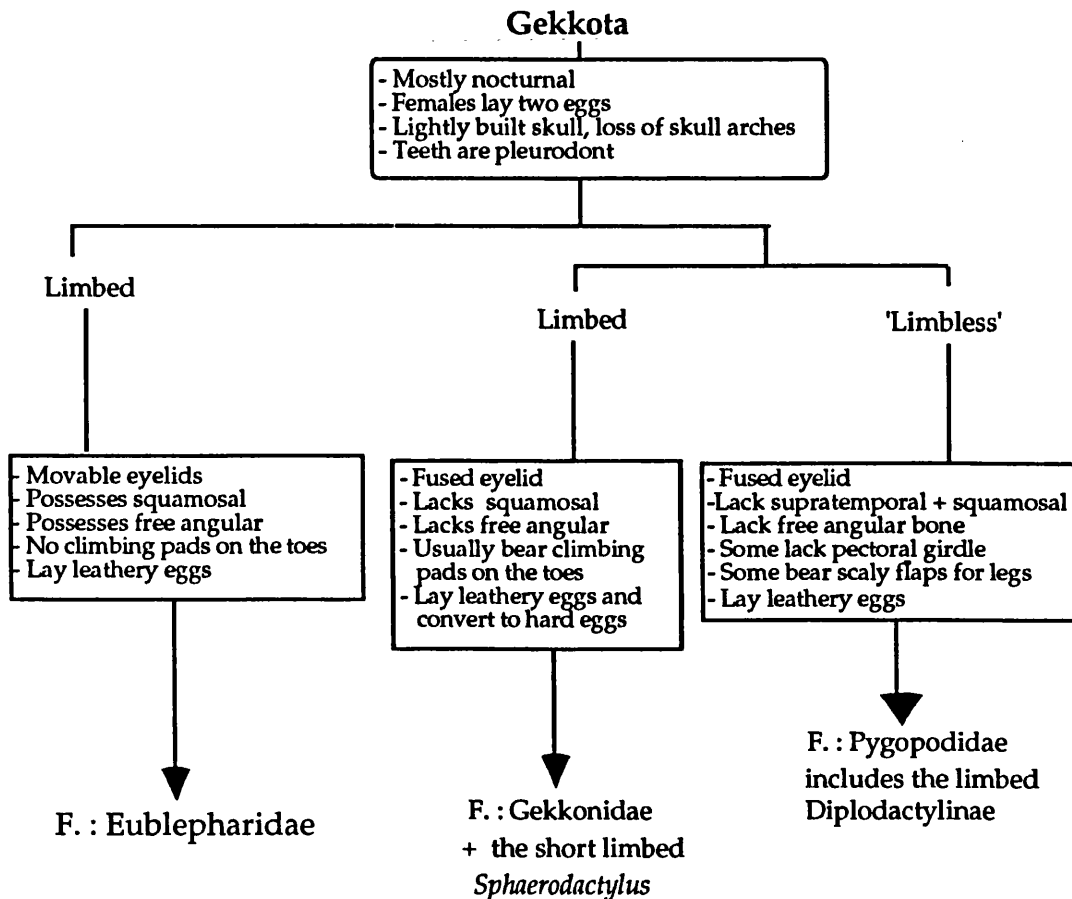 Gekkota
- Mostly nocturnal
- Females lay two eggs
- Lightly built skull, loss of skull arches
- Teeth are pleurodont
Limbed
Limbed
'Limbless'
- Movable eyelids
- Possesses squamosal
- Possesses free angular
- No climbing pads on the toes
- Lay leathery eggs
- Fused eyelid
- Lacks squamosal
- Lacks free angular
- Usually bear climbing
pads on the toes
- Lay leathery eggs and
convert to hard eggs
- Fused eyelid
-Lack supratemporal + squamosal
- Lack free angular bone
- Some lack pectoral girdle
- Some bear scaly flaps for legs
- Lay leathery eggs
F. : Eublepharidae
F. : Gekkonidae
+ the short limbed
Sphaerodactylus
F. : Pygopodidae
includes the limbed
Diplodactylinae